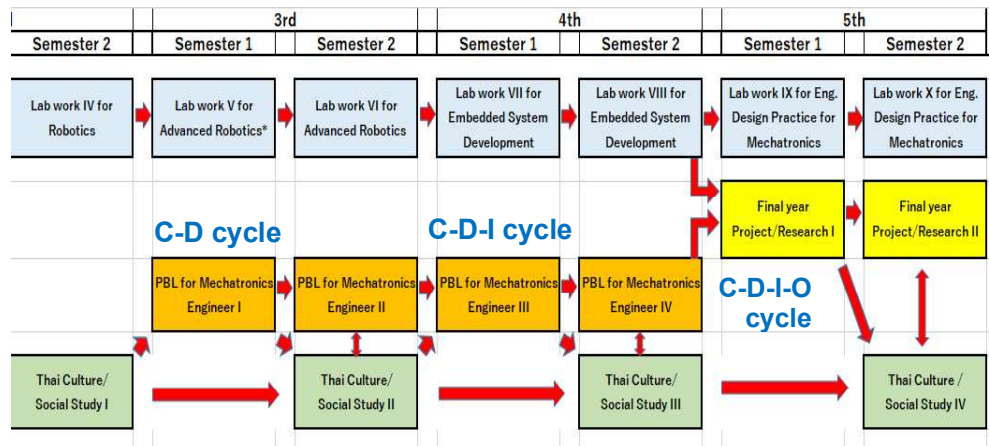 3rd
4th
5th
Semester 2
Semester 1
Semester 2
Semester 1
Semester 2
Semester 1
Semester 2
Lab work IV for
Robotics
Lab work V for
Advanced Robotics*
Lab work VI for
Advanced Robotics
Lab work VII for
Embedded System
Development
Lab work VIII for
Embedded System
Development
Lab work IX for Eng.
Design Practice for
Mechatronics
Lab work X for Eng.
Design Practice for
Mechatronics
Final year
Project/Research I
Final year
Project/Research II
C-D cycle
C-D-I cycle
PBL for Mechatronics
Engineer I
PBL for Mechatronics
Engineer II
PBL for Mechatronics
Engineer III
PBL for Mechatronics
Engineer IV
C-D-I-O
cycle
Thai Culture/
Social Study I
Thai Culture/
Social Study II
Thai Culture/
Social Study III
Thai Culture /
Social Study IV